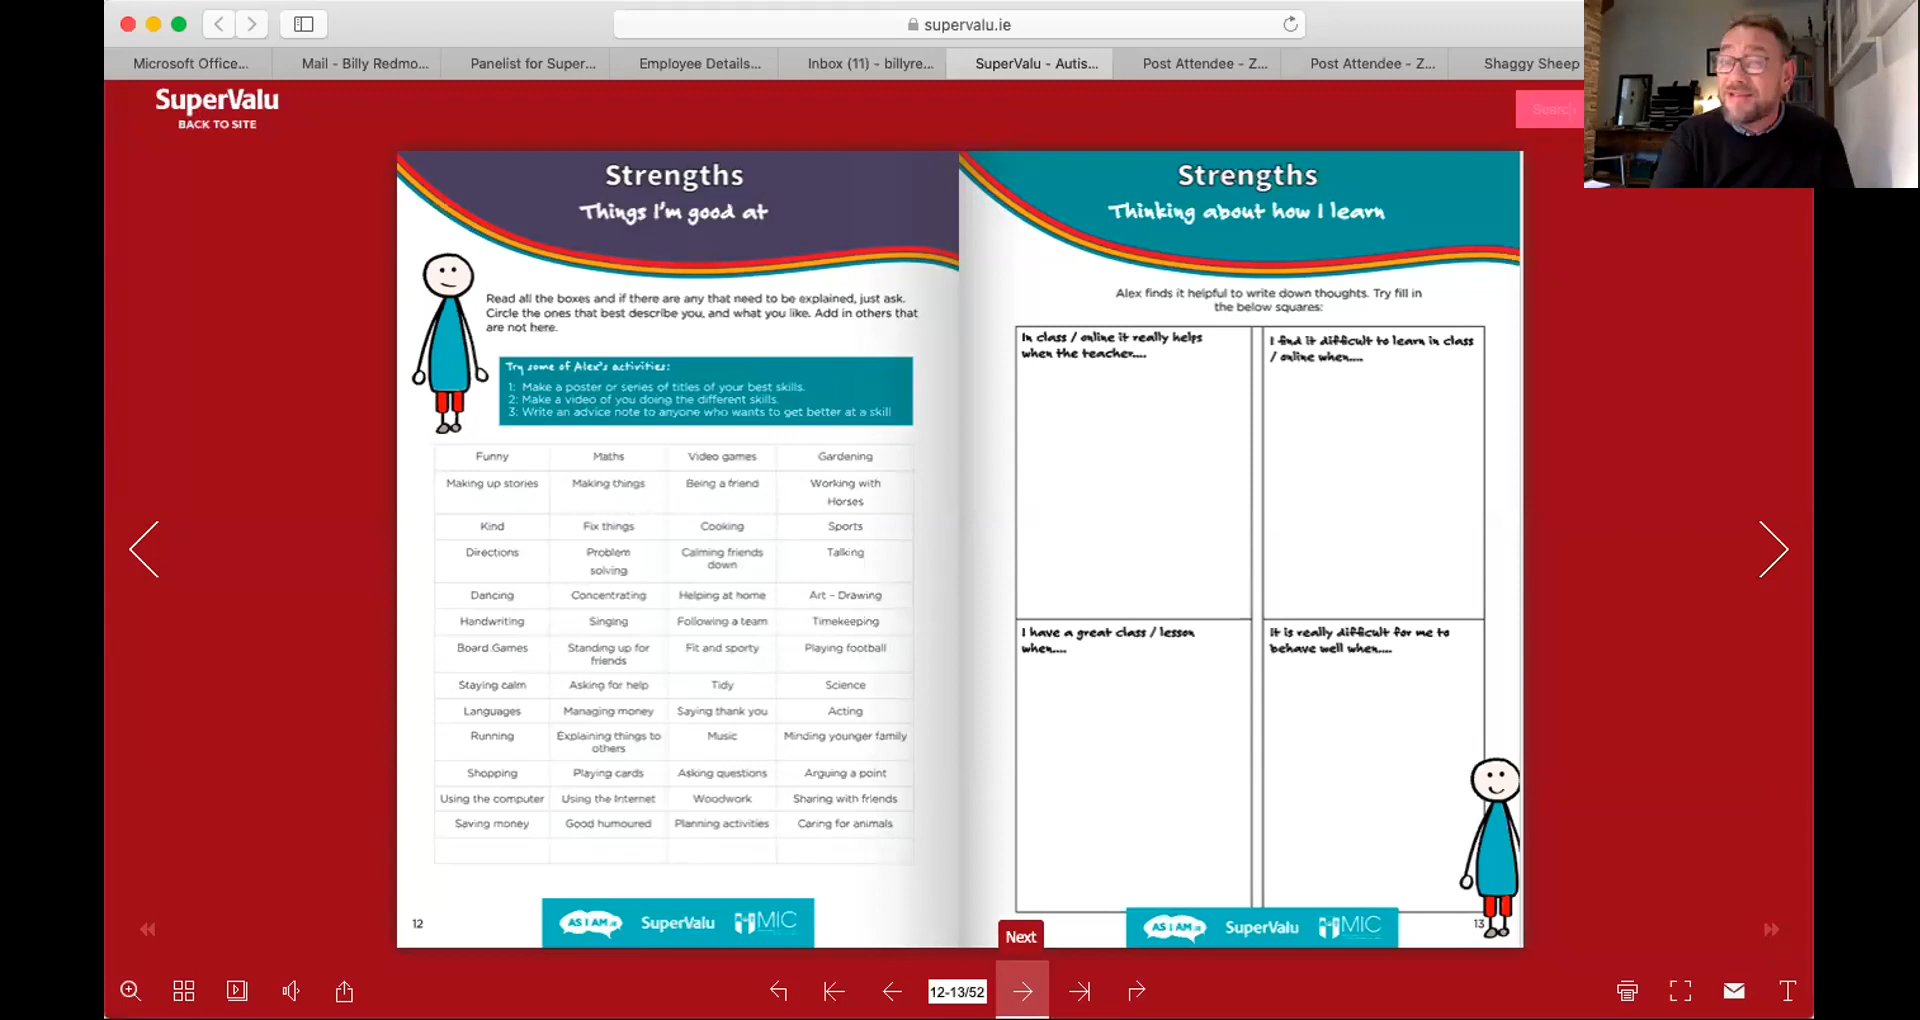 supervalu.ie
Microsoft Office...
Mail - Billy Redmo...
Panelist for Super...
Employee Details...
Inbox (11) - billyre...
SuperValu - Autis...
Post Attendee - Z...
Post Attendee - Z...
Shaggy Sheep
SuperValu
BACK TO SITE
Search
Strengths
Things I'm good at
Read all the boxes and if there are any that need to be explained, just ask.
Circle the ones that best describe you, and what you like. Add in others that
are not here.
Try some of Alex's activities:
1: Make a poster or series of titles of your best skills.
2: Make a video of you doing the different skills.
3: Write an advice note to anyone who wants to get better at a skill
Funny Maths Video games Gardening
Making up stories Making things Being a friend Working with
Horses
Kind Fix things Cooking Sports
Directions Problem Calming friends Talking
solving down
Dancing Concentrating Helping at home Art - Drawing
Handwriting Singing Following a team Timekeeping
Board Games Standing up for Fit and sporty Playing football
friends
Staying calm Asking for help Tidy Science
Languages Managing money Saying thank you Acting
Running Explaining things to Music Minding younger family
others
Shopping Playing cards Asking questions Arguing a point
Using the computer Using the Internet Woodwork Sharing with friends
Saving money Good humoured Planning activities Caring for animals
12
AS I AM.ie SuperValu MIC
Strengths
Thinking about how I learn
Alex finds it helpful to write down thoughts. Try fill in
the below squares:
In class / online it really helps
when the teacher....
I find it difficult to learn in class
/ online when....
I have a great class / lesson
when....
It is really difficult for me to
behave well when....
AS I AM.ie SuperValu MIC
13
Next
12-13/52